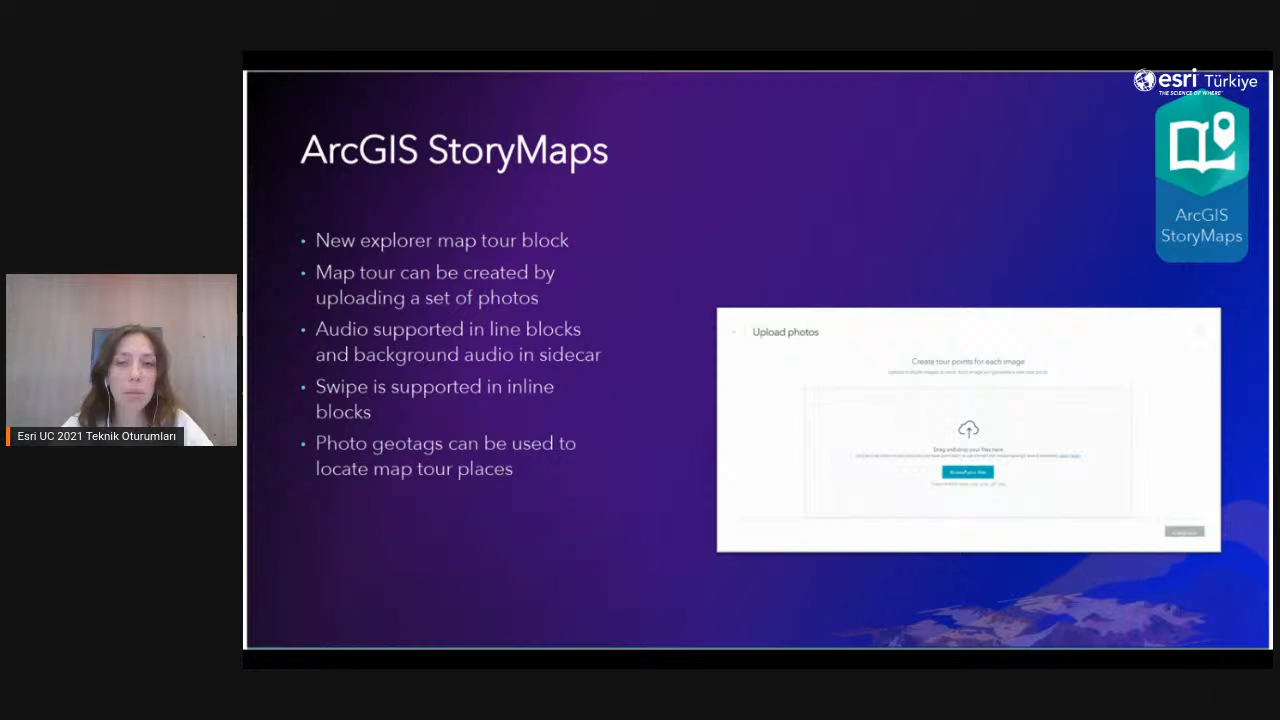 esri Türkiye
THE SCIENCE OF WHERE
ArcGIS StoryMaps
ArcGIS
StoryMaps
• New explorer map tour block
• Map tour can be created by
uploading a set of photos
• Audio supported in line blocks
and background audio in sidecar
• Swipe is supported in inline
blocks
• Photo geotags can be used to
locate map tour places
Upload photos
Create tour points for each image
Drag and drop your files here
Browse your files
Esri UC 2021 Teknik Oturumları